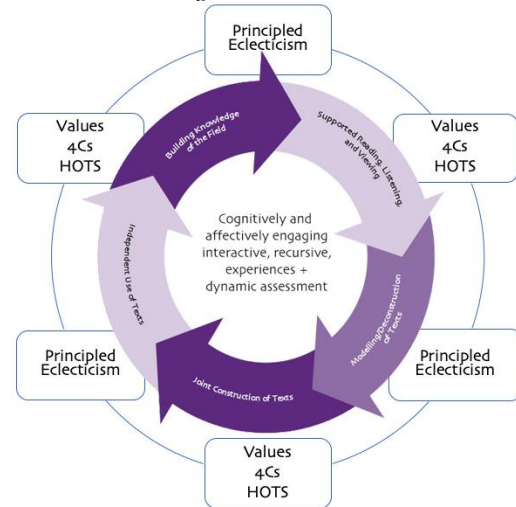 Principled
Eclecticism
Values
4Cs
HOTS
Building Knowledge
of the Field
Supported Reading, Listening,
and Viewing
Values
4Cs
HOTS
Independent Use of Texts
Cognitively and
affectively engaging
interactive, recursive,
experiences +
dynamic assessment
Modelling/Deconstruction
of Texts
Principled
Eclecticism
Joint Construction of Texts
Principled
Eclecticism
Values
4Cs
HOTS